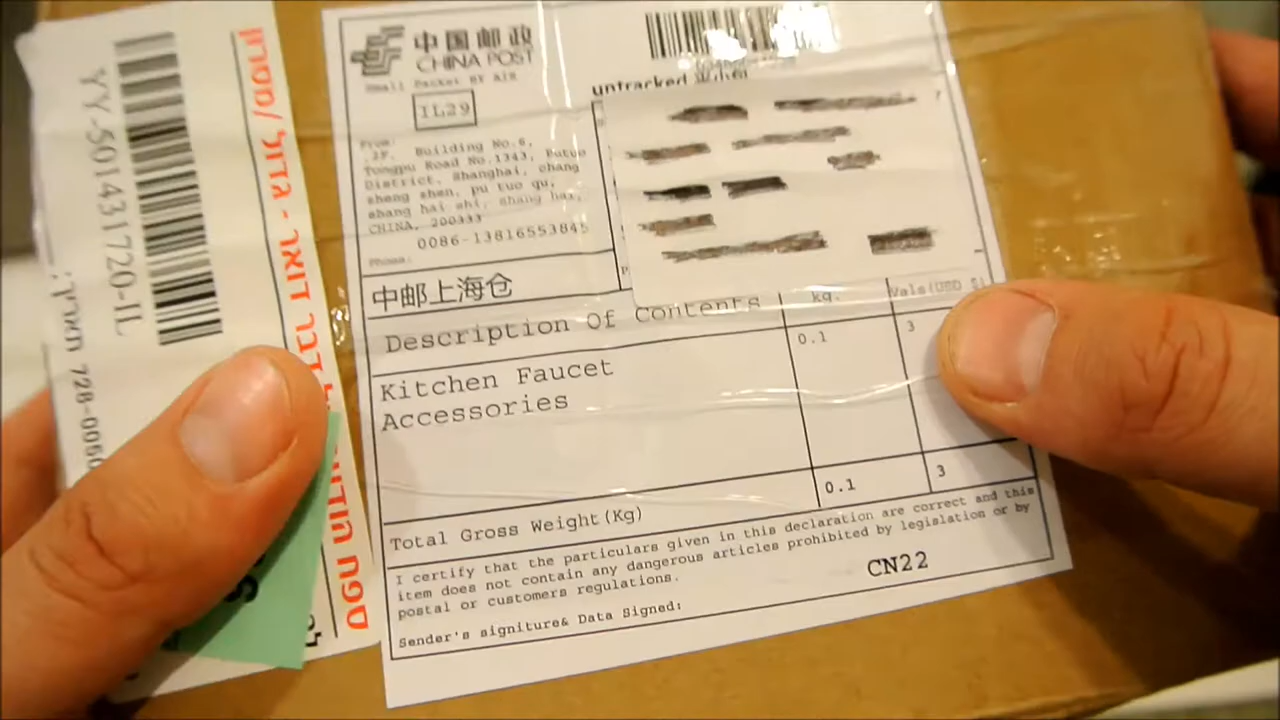 YY-501431720-IL
中国邮政
CHINA POST
Small Packet BY AIR
IL29
untracked
From:
Building No.6,
Tongpu Road No.1343, Putuo
District, Shanghai, chang
zheng zhen, pu tuo qu,
shang hai shi, shang hai,
CHINA, 200333
0086-13816553845
Phone:
中邮上海仓
Description Of Contents
kg.
Vals(USD $)
Kitchen Faucet
Accessories
0.1
3
Total Gross Weight(Kg)
0.1
3
I certify that the particulars given in this declaration are correct and this
item does not contain any dangerous articles prohibited by legislation or by
postal or customers regulations.
CN22
Sender's signiture& Data Signed: